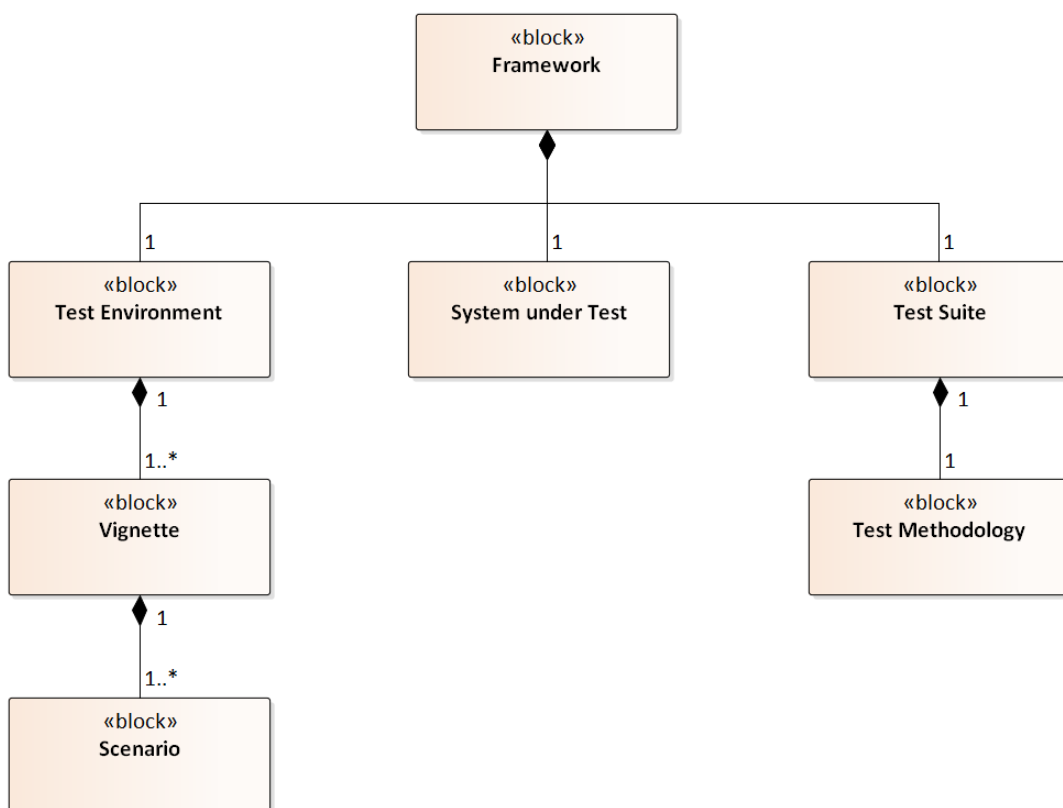 «block»
Framework
1
1
1
«block»
Test Environment
«block»
System under Test
«block»
Test Suite
1
1
1..*
1
«block»
Vignette
«block»
Test Methodology
1
1..*
«block»
Scenario